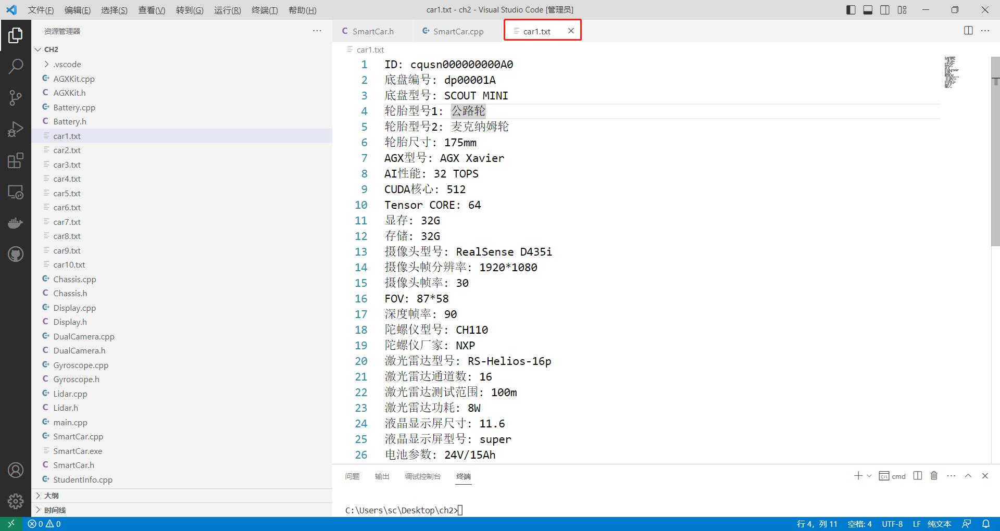 文件(F) 编辑(E) 选择(S) 查看(V) 转到(G) 运行(R) 终端(T) 帮助(H) car1.txt - ch2 - Visual Studio Code [管理员]
资源管理器 ···
CH2
.vscode
AGXKit.cpp
AGXKit.h
Battery.cpp
Battery.h
car1.txt
car2.txt
car3.txt
car4.txt
car5.txt
car6.txt
car7.txt
car8.txt
car9.txt
car10.txt
Chassis.cpp
Chassis.h
Display.cpp
Display.h
DualCamera.cpp
DualCamera.h
Gyroscope.cpp
Gyroscope.h
Lidar.cpp
Lidar.h
main.cpp
SmartCar.cpp
SmartCar.exe
SmartCar.h
StudentInfo.cpp
大纲
时间线
SmartCar.h SmartCar.cpp car1.txt
car1.txt
1 ID: cqusn000000000A0
2 底盘编号: dp00001A
3 底盘型号: SCOUT MINI
4 轮胎型号1: 公路轮
5 轮胎型号2: 麦克纳姆轮
6 轮胎尺寸: 175mm
7 AGX型号: AGX Xavier
8 AI性能: 32 TOPS
9 CUDA核心: 512
10 Tensor CORE: 64
11 显存: 32G
12 存储: 32G
13 摄像头型号: RealSense D435i
14 摄像头帧分辨率: 1920*1080
15 摄像头帧率: 30
16 FOV: 87*58
17 深度帧率: 90
18 陀螺仪型号: CH110
19 陀螺仪厂家: NXP
20 激光雷达型号: RS-Helios-16p
21 激光雷达通道数: 16
22 激光雷达测试范围: 100m
23 激光雷达功耗: 8W
24 液晶显示屏尺寸: 11.6
25 液晶显示屏型号: super
26 电池参数: 24V/15Ah
问题 输出 调试控制台 终端 cmd
C:\Users\sc\Desktop\ch2>
0 0 行 4, 列 11 空格: 4 UTF-8 LF 纯文本